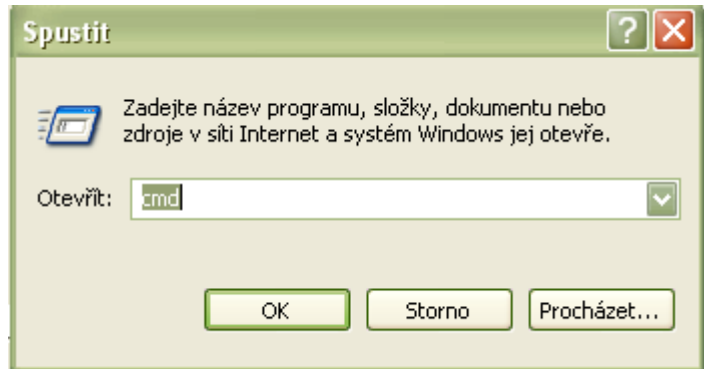 Spustit
Zadejte název programu, složky, dokumentu nebo
zdroje v síti Internet a systém Windows jej otevře.
Otevřít: cmd
OK Storno Procházet...